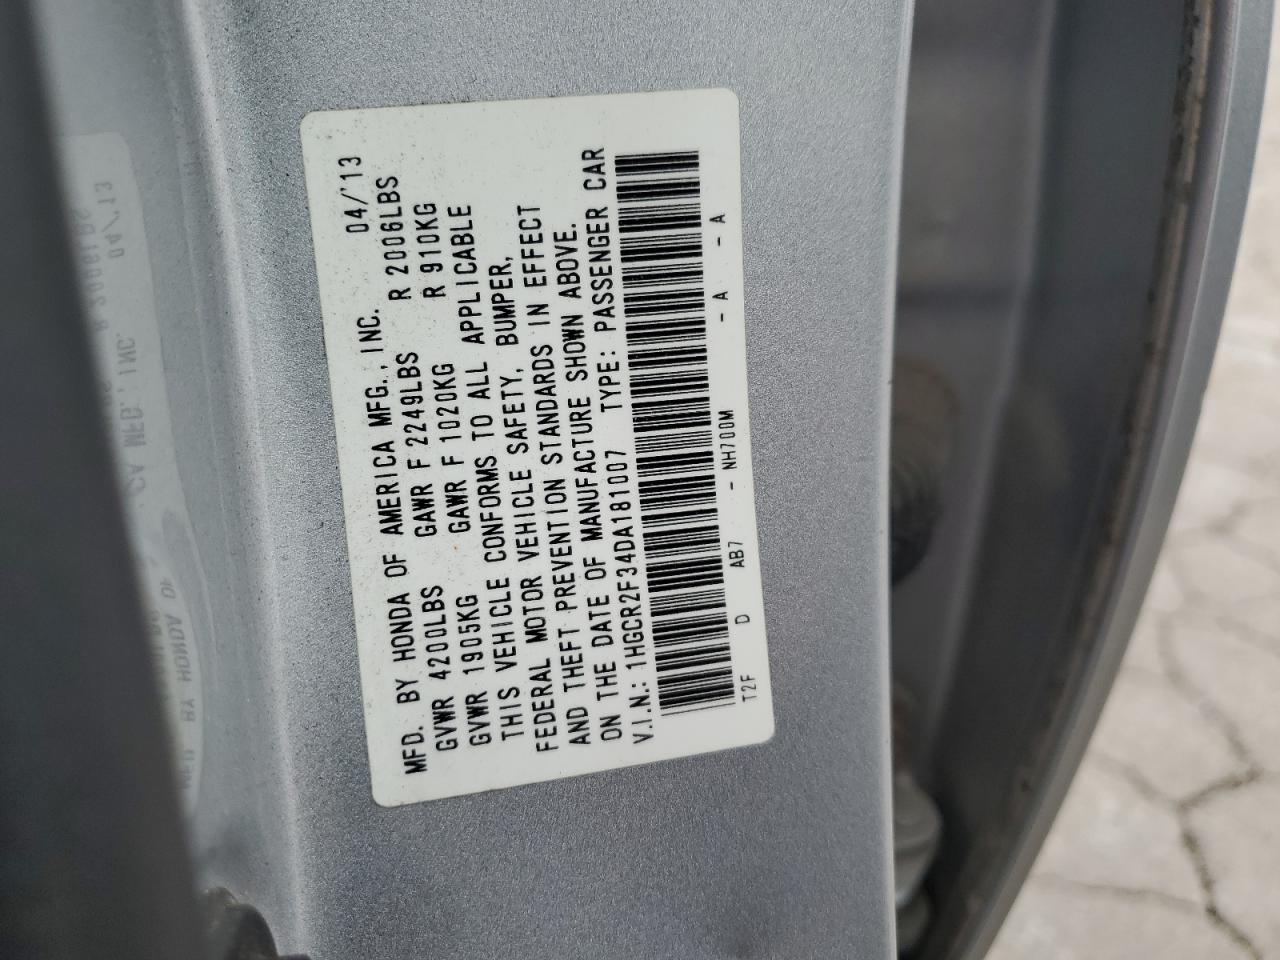 MFD. BY HONDA OF AMERICA MFG., INC. 04/'13
GVWR 4200LBS GAWR F 2249LBS R 2006LBS
GVWR 1905KG GAWR F 1020KG R 910KG
THIS VEHICLE CONFORMS TO ALL APPLICABLE
FEDERAL MOTOR VEHICLE SAFETY, BUMPER,
AND THEFT PREVENTION STANDARDS IN EFFECT
ON THE DATE OF MANUFACTURE SHOWN ABOVE.
V.I.N.: 1HGCR2F34DA181007 TYPE: PASSENGER CAR
T2F D AB7 - NH700M - A - A